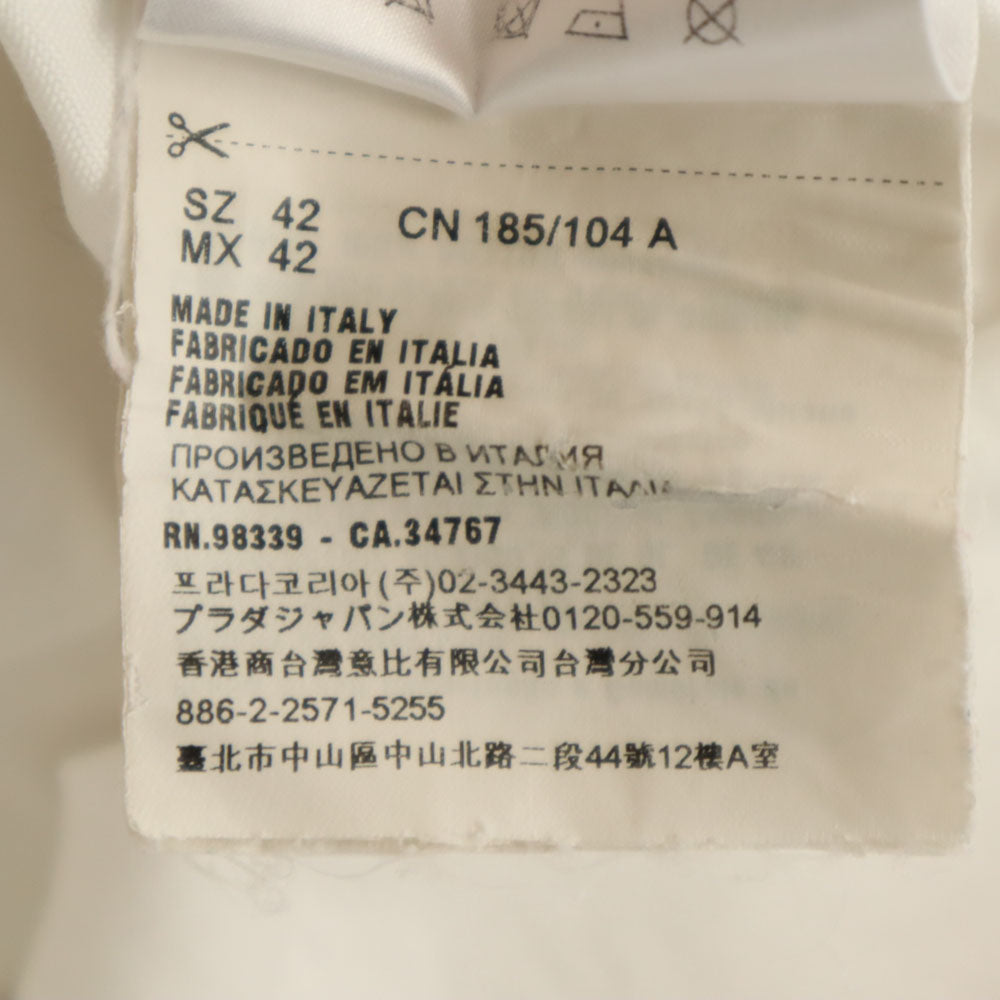 SZ 42 CN 185/104 A
MX 42
MADE IN ITALY
FABRICADO EN ITALIA
FABRICADO EM ITÁLIA
FABRIQUÉ EN ITALIE
ПРОИЗВЕДЕНО В ИТАЛИЯ
ΚΑΤΑΣΚΕΥΑΖΕΤΑΙ ΣΤΗΝ ΙΤΑΛΙΑ
RN.98339 - CA.34767
프라다코리아(주)02-3443-2323
プラダジャパン株式会社0120-559-914
香港商台灣意比有限公司台灣分公司
886-2-2571-5255
臺北市中山區中山北路二段44號12樓A室